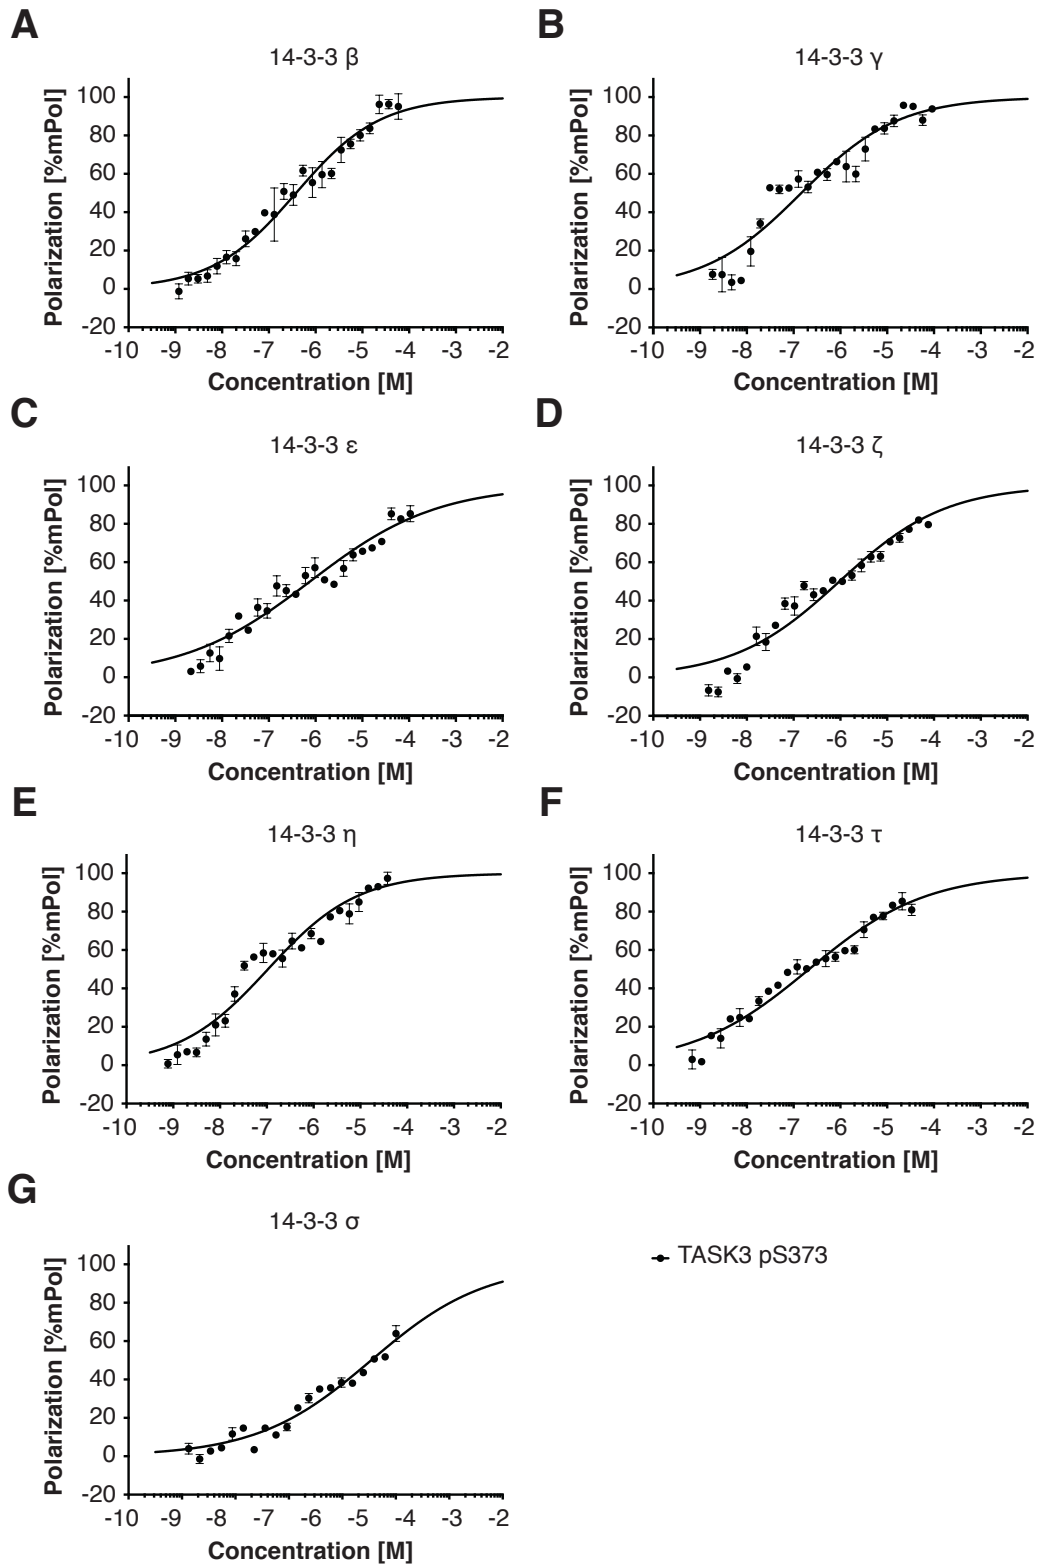 A
14-3-3 β
Polarization [%mPol]
100
80
60
40
20
0
-20
-10 -9 -8 -7 -6 -5 -4 -3 -2
Concentration [M]
B
14-3-3 γ
Polarization [%mPol]
100
80
60
40
20
0
-20
-10 -9 -8 -7 -6 -5 -4 -3 -2
Concentration [M]
C
14-3-3 ε
Polarization [%mPol]
100
80
60
40
20
0
-20
-10 -9 -8 -7 -6 -5 -4 -3 -2
Concentration [M]
D
14-3-3 ζ
Polarization [%mPol]
100
80
60
40
20
0
-20
-10 -9 -8 -7 -6 -5 -4 -3 -2
Concentration [M]
E
14-3-3 η
Polarization [%mPol]
100
80
60
40
20
0
-20
-10 -9 -8 -7 -6 -5 -4 -3 -2
Concentration [M]
F
14-3-3 τ
Polarization [%mPol]
100
80
60
40
20
0
-20
-10 -9 -8 -7 -6 -5 -4 -3 -2
Concentration [M]
G
14-3-3 σ
Polarization [%mPol]
100
80
60
40
20
0
-20
-10 -9 -8 -7 -6 -5 -4 -3 -2
Concentration [M]
TASK3 pS373